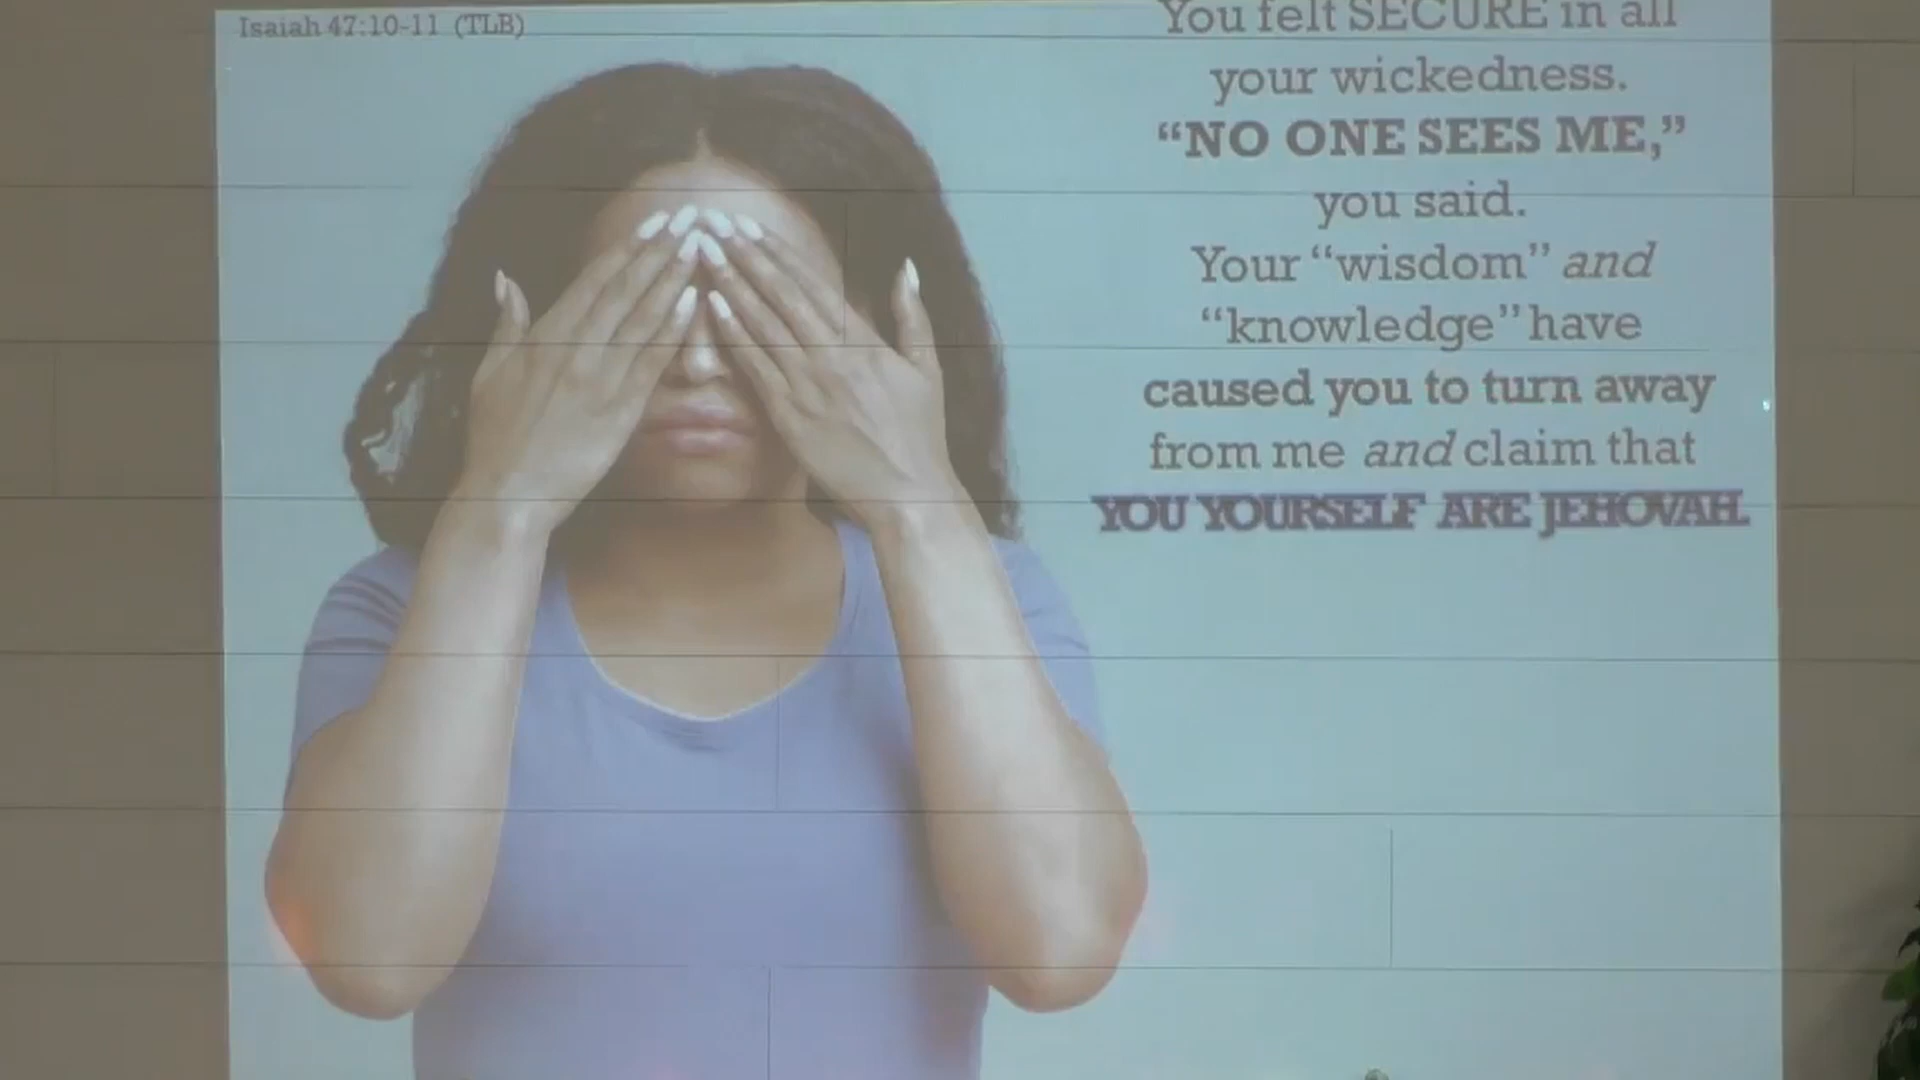 Isaiah 47:10-11 (TLB)
You felt SECURE in all
your wickedness.
“NO ONE SEES ME,”
you said.
Your “wisdom” and
“knowledge” have
caused you to turn away
from me and claim that
YOU YOURSELF ARE JEHOVAH.